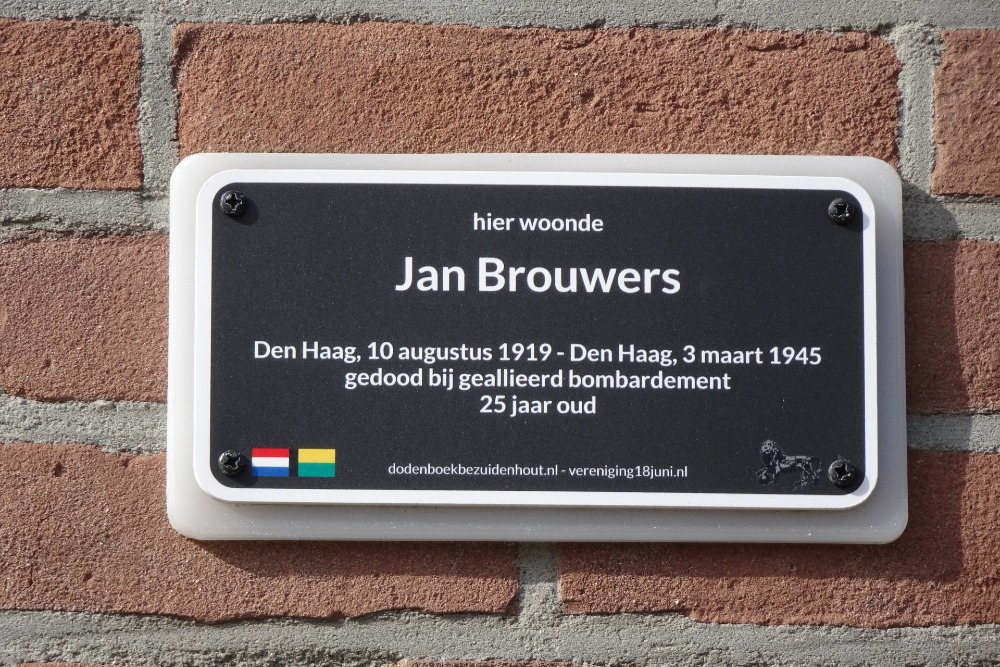 hier woonde
Jan Brouwers
Den Haag, 10 augustus 1919 - Den Haag, 3 maart 1945
gedood bij geallieerd bombardement
25 jaar oud
dodenboekbezuidenhout.nl - vereniging18juni.nl